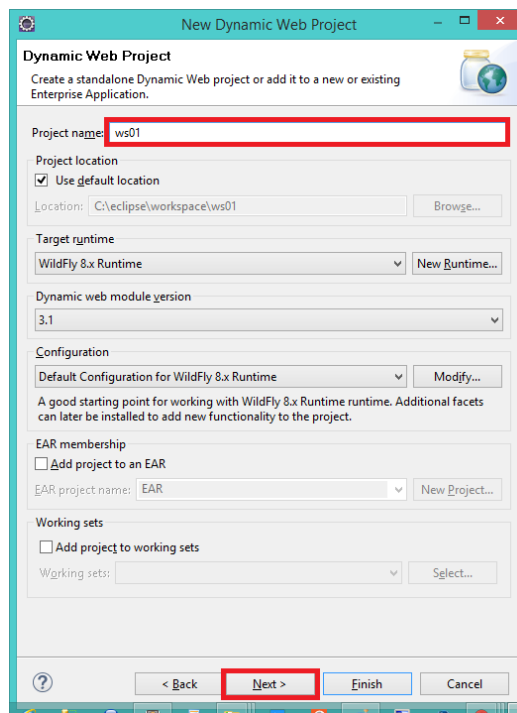 New Dynamic Web Project
Dynamic Web Project
Create a standalone Dynamic Web project or add it to a new or existing
Enterprise Application.
Project name: ws01
Project location
Use default location
Location: C:\eclipse\workspace\ws01 Browse...
Target runtime
WildFly 8.x Runtime New Runtime...
Dynamic web module version
3.1
Configuration
Default Configuration for WildFly 8.x Runtime Modify...
A good starting point for working with WildFly 8.x Runtime runtime. Additional facets
can later be installed to add new functionality to the project.
EAR membership
Add project to an EAR
EAR project name: EAR New Project...
Working sets
Add project to working sets
Working sets: Select...
? < Back Next > Finish Cancel